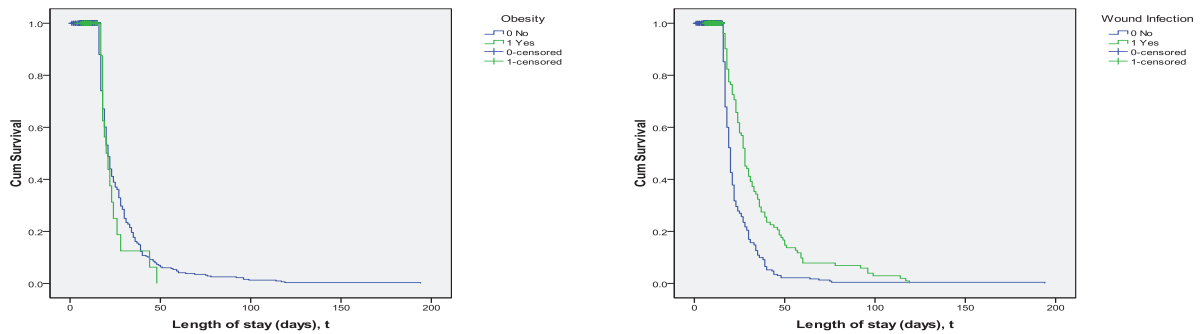 Obesity
0 No
1 Yes
0-censored
1-censored
1.0
0.8
0.6
0.4
0.2
0.0
Cum Survival
0 50 100 150 200
Length of stay (days), t
Wound Infection
0 No
1 Yes
0-censored
1-censored
1.0
0.8
0.6
0.4
0.2
0.0
Cum Survival
0 50 100 150 200
Length of stay (days), t